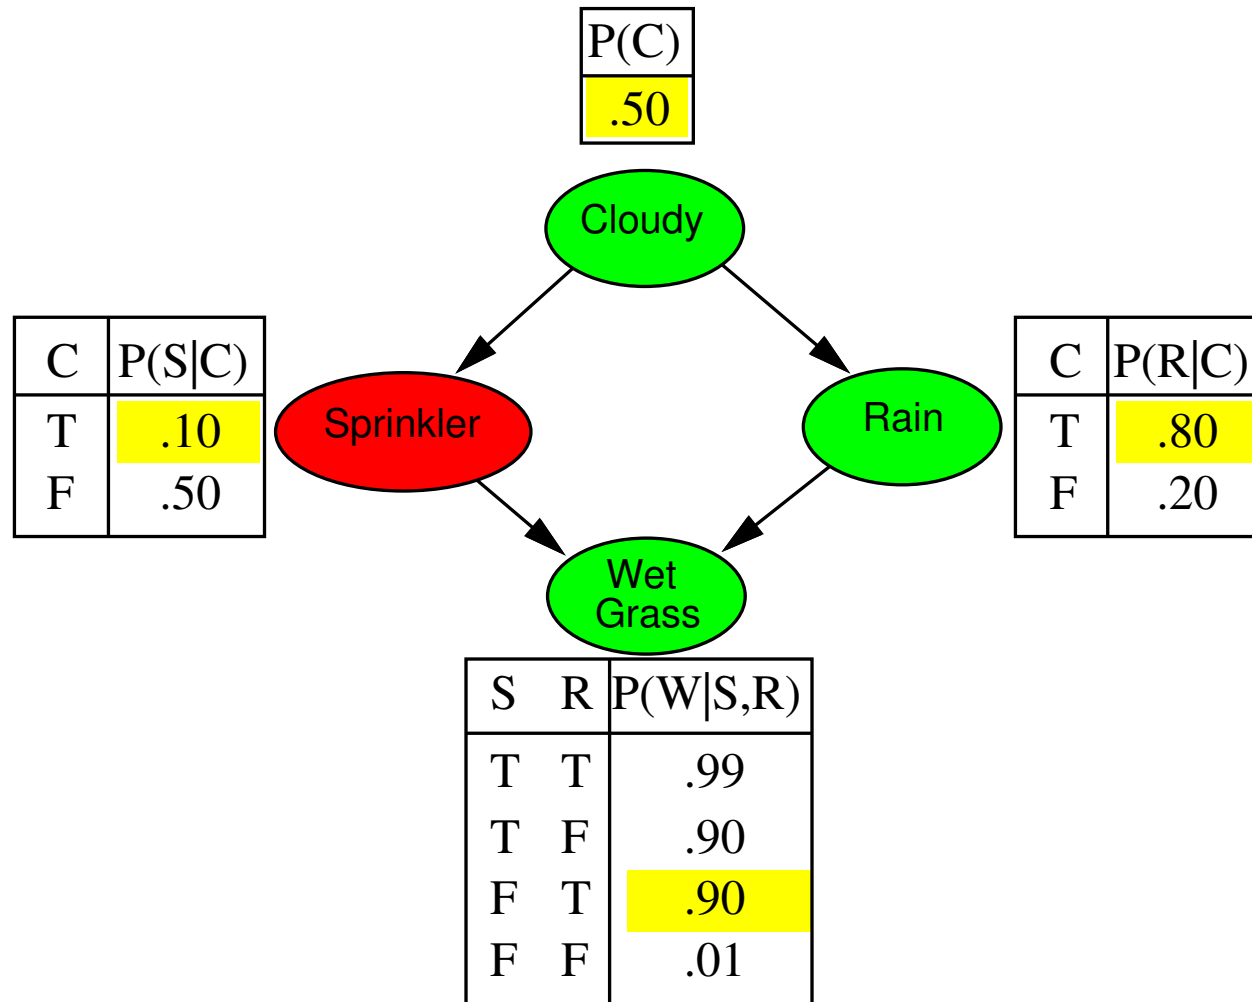 P(C)
.50
Cloudy
C P(S|C)
T .10
F .50
Sprinkler
Rain
C P(R|C)
T .80
F .20
Wet
Grass
S R P(W|S,R)
T T .99
T F .90
F T .90
F F .01